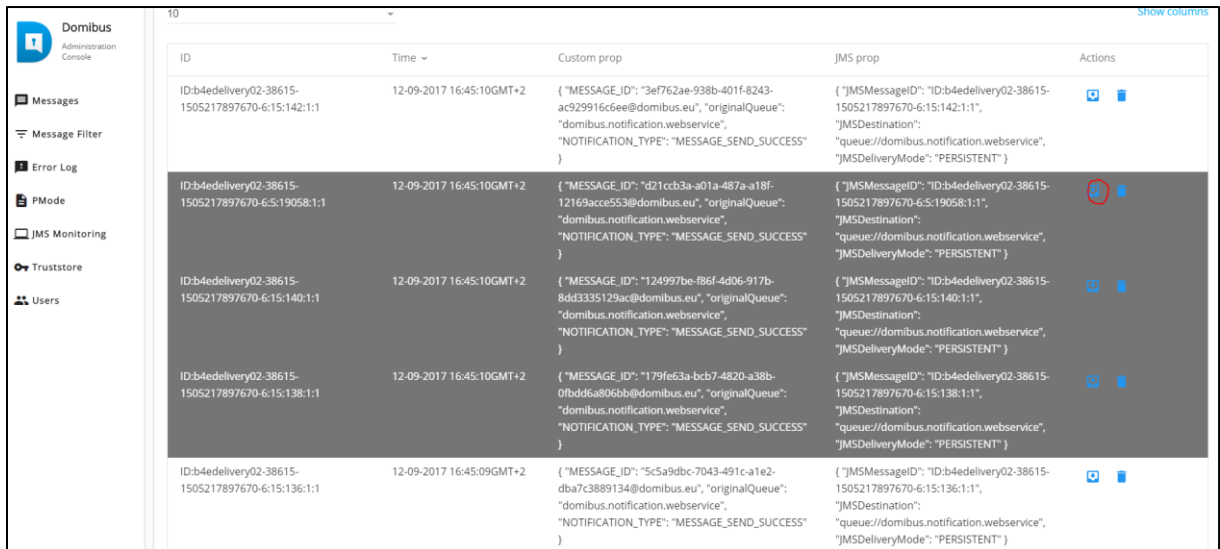 Domibus
Administration
Console
Messages
Message Filter
Error Log
PMode
JMS Monitoring
Truststore
Users
10
Show columns
ID Time Custom prop JMS prop Actions
ID:b4edelivery02-38615- 12-09-2017 16:45:10GMT+2 { "MESSAGE_ID": "3ef762ae-938b-401f-8243- { "JMSMessageID": "ID:b4edelivery02-38615-
1505217897670-6:15:142:1:1 ac929916c6ee@domibus.eu", "originalQueue": 1505217897670-6:15:142:1:1",
"domibus.notification.webservice", "JMSDestination":
"NOTIFICATION_TYPE": "MESSAGE_SEND_SUCCESS" "queue://domibus.notification.webservice",
} "JMSDeliveryMode": "PERSISTENT" }
ID:b4edelivery02-38615- 12-09-2017 16:45:10GMT+2 { "MESSAGE_ID": "d21ccb3a-a01a-487a-a18f- { "JMSMessageID": "ID:b4edelivery02-38615-
1505217897670-6:5:19058:1:1 12169acce553@domibus.eu", "originalQueue": 1505217897670-6:5:19058:1:1",
"domibus.notification.webservice", "JMSDestination":
"NOTIFICATION_TYPE": "MESSAGE_SEND_SUCCESS" "queue://domibus.notification.webservice",
} "JMSDeliveryMode": "PERSISTENT" }
ID:b4edelivery02-38615- 12-09-2017 16:45:10GMT+2 { "MESSAGE_ID": "124997be-f86f-4d06-917b- { "JMSMessageID": "ID:b4edelivery02-38615-
1505217897670-6:15:140:1:1 8dd3335129ac@domibus.eu", "originalQueue": 1505217897670-6:15:140:1:1",
"domibus.notification.webservice", "JMSDestination":
"NOTIFICATION_TYPE": "MESSAGE_SEND_SUCCESS" "queue://domibus.notification.webservice",
} "JMSDeliveryMode": "PERSISTENT" }
ID:b4edelivery02-38615- 12-09-2017 16:45:10GMT+2 { "MESSAGE_ID": "179fe63a-bcb7-4820-a38b- { "JMSMessageID": "ID:b4edelivery02-38615-
1505217897670-6:15:138:1:1 0fbdd6a806bb@domibus.eu", "originalQueue": 1505217897670-6:15:138:1:1",
"domibus.notification.webservice", "JMSDestination":
"NOTIFICATION_TYPE": "MESSAGE_SEND_SUCCESS" "queue://domibus.notification.webservice",
} "JMSDeliveryMode": "PERSISTENT" }
ID:b4edelivery02-38615- 12-09-2017 16:45:09GMT+2 { "MESSAGE_ID": "5c5a9dbc-7043-491c-a1e2- { "JMSMessageID": "ID:b4edelivery02-38615-
1505217897670-6:15:136:1:1 dba7c3889134@domibus.eu", "originalQueue": 1505217897670-6:15:136:1:1",
"domibus.notification.webservice", "JMSDestination":
"NOTIFICATION_TYPE": "MESSAGE_SEND_SUCCESS" "queue://domibus.notification.webservice",
} "JMSDeliveryMode": "PERSISTENT" }